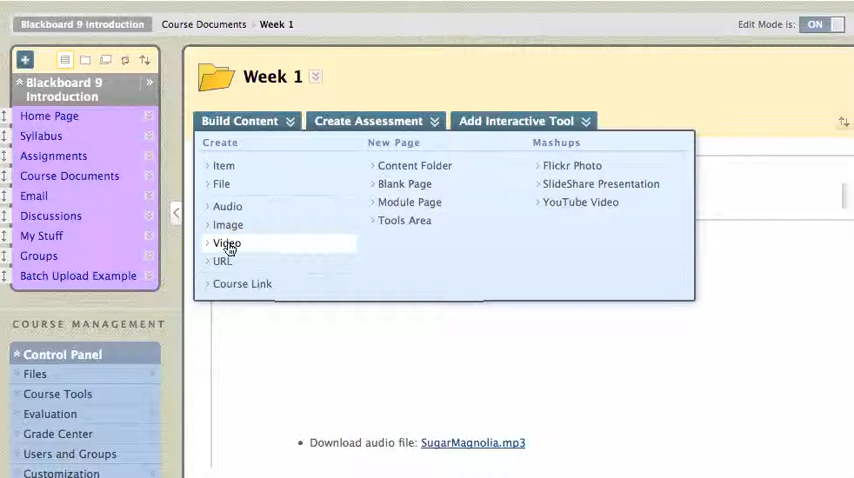 Blackboard 9 Introduction Course Documents Week 1 Edit Mode is: ON
Blackboard 9
Introduction
Home Page
Syllabus
Assignments
Course Documents
Email
Discussions
My Stuff
Groups
Batch Upload Example
COURSE MANAGEMENT
Control Panel
Files
Course Tools
Evaluation
Grade Center
Users and Groups
Customization
Week 1
Build Content Create Assessment Add Interactive Tool
Create
Item
File
Audio
Image
Video
URL
Course Link
New Page
Content Folder
Blank Page
Module Page
Tools Area
Mashups
Flickr Photo
SlideShare Presentation
YouTube Video
Download audio file: SugarMagnolia.mp3